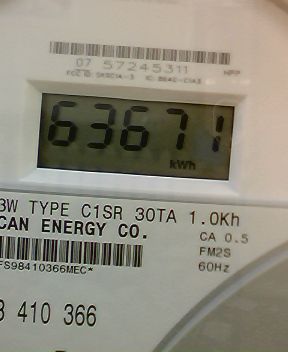 07 57245311
63671
kWh
3W TYPE C1SR 30TA 1.0Kh
CAN ENERGY CO.
CA 0.5
FM2S
60Hz
FS98410366MEC*
3 410 366